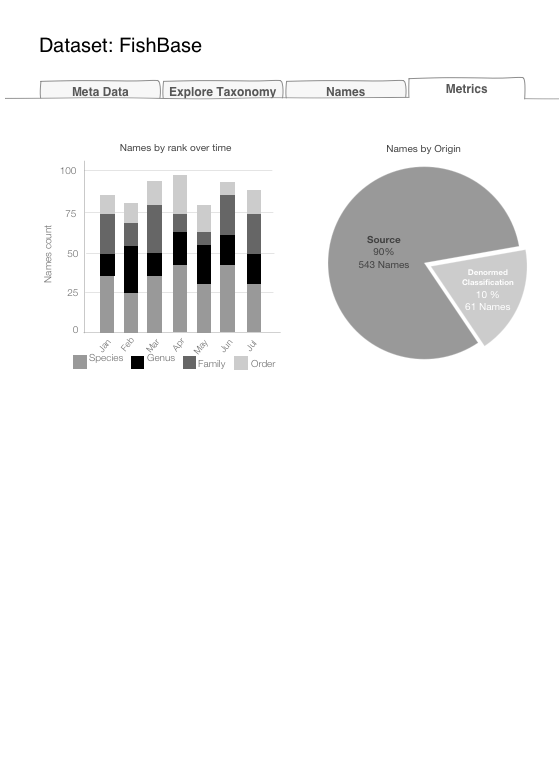 Dataset: FishBase
Meta Data
Explore Taxonomy
Names
Metrics
Names by rank over time
100
75
50
25
0
Names count
Jan
Feb
Mar
Apr
May
Jun
Jul
Species
Genus
Family
Order
Names by Origin
Source
90%
543 Names
Denormed
Classification
10 %
61 Names